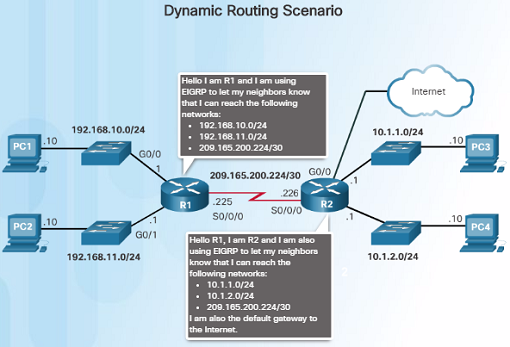 Dynamic Routing Scenario
Hello I am R1 and I am using
EIGRP to let my neighbors know
that I can reach the following
networks:
• 192.168.10.0/24
• 192.168.11.0/24
• 209.165.200.224/30
Internet
192.168.10.0/24
10.1.1.0/24
PC1
.10
G0/0
.1
209.165.200.224/30
G0/0
.1
.10
PC3
R1
.225
S0/0/0
.226
S0/0/0
R2
PC2
.10
.1
G0/1
.1
.10
PC4
192.168.11.0/24
10.1.2.0/24
Hello R1, I am R2 and I am also
using EIGRP to let my neighbors
know that I can reach the
following networks:
• 10.1.1.0/24
• 10.1.2.0/24
• 209.165.200.224/30
I am also the default gateway to
the Internet.